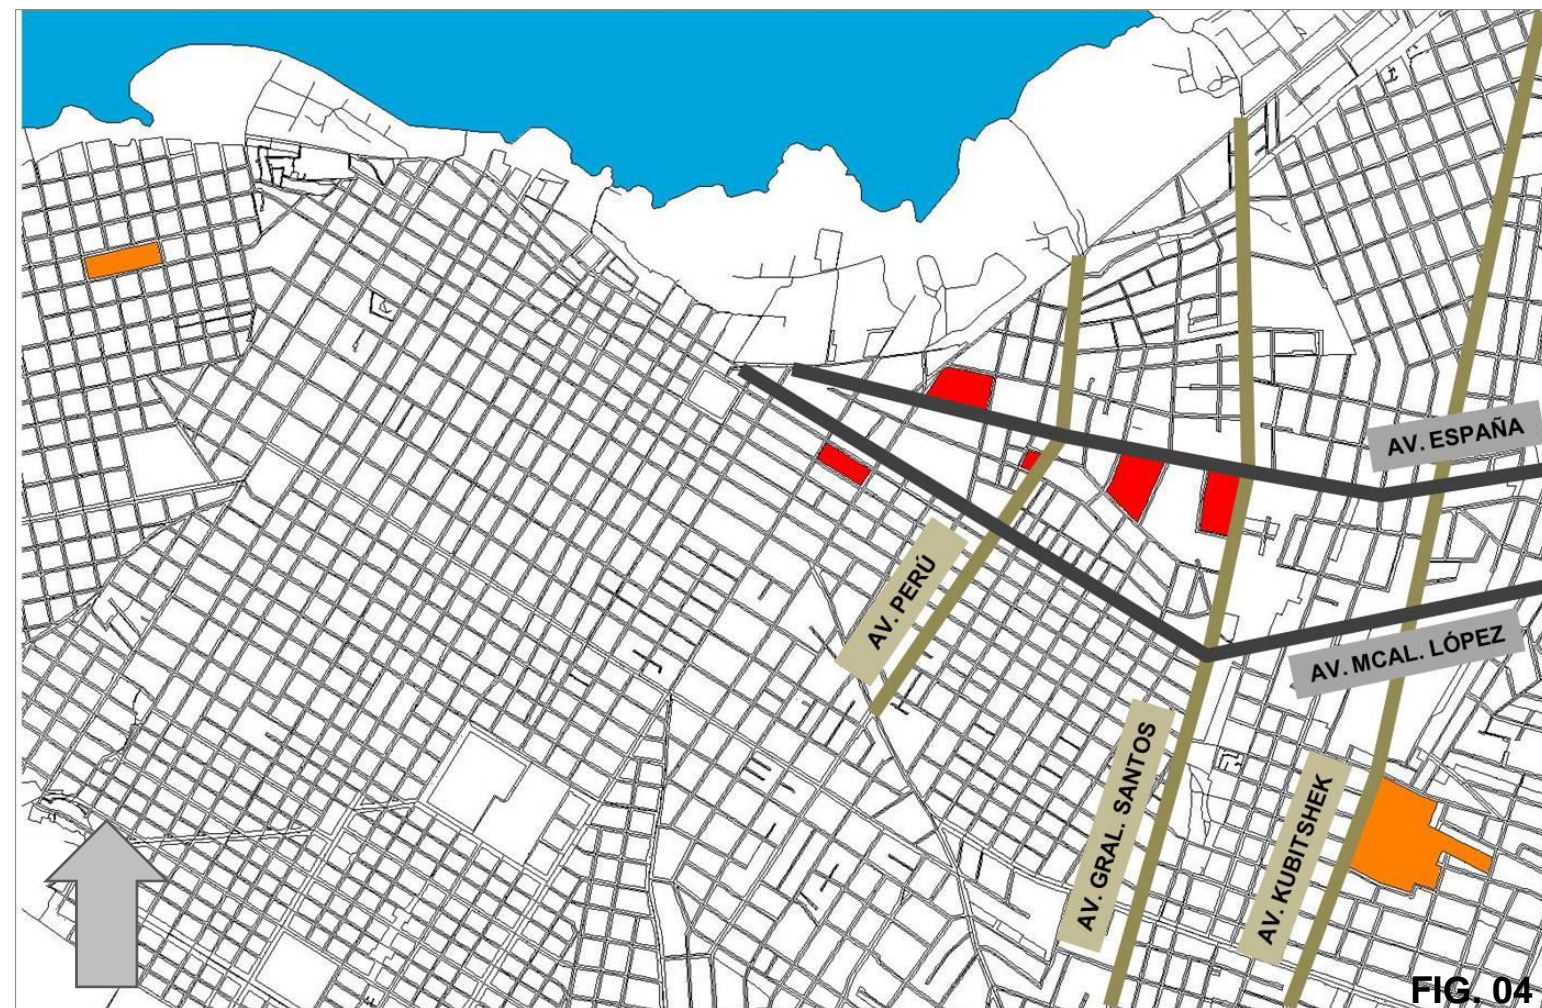 AV. ESPAÑA
AV. PERÚ
AV. MCAL. LÓPEZ
AV. GRAL. SANTOS
AV. KUBITSHEK
FIG. 04